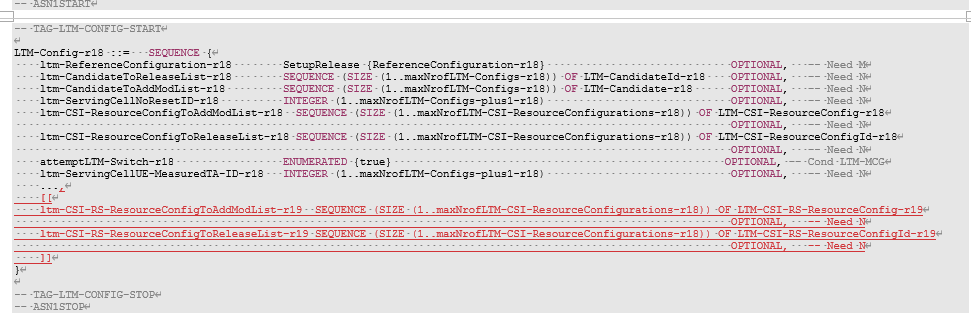 -- ASN1START
-- TAG-LTM-CONFIG-START
LTM-Config-r18 ::= SEQUENCE {
ltm-ReferenceConfiguration-r18 SetupRelease {ReferenceConfiguration-r18} OPTIONAL, -- Need M
ltm-CandidateToReleaseList-r18 SEQUENCE (SIZE (1..maxNrofLTM-Configs-r18)) OF LTM-CandidateId-r18 OPTIONAL, -- Need N
ltm-CandidateToAddModList-r18 SEQUENCE (SIZE (1..maxNrofLTM-Configs-r18)) OF LTM-Candidate-r18 OPTIONAL, -- Need N
ltm-ServingCellNoResetID-r18 INTEGER (1..maxNrofLTM-Configs-plus1-r18) OPTIONAL, -- Need N
ltm-CSI-ResourceConfigToAddModList-r18 SEQUENCE (SIZE (1..maxNrofLTM-CSI-ResourceConfigurations-r18)) OF LTM-CSI-ResourceConfig-r18
OPTIONAL, -- Need N
ltm-CSI-ResourceConfigToReleaseList-r18 SEQUENCE (SIZE (1..maxNrofLTM-CSI-ResourceConfigurations-r18)) OF LTM-CSI-ResourceConfigId-r18
OPTIONAL, -- Need N
attemptLTM-Switch-r18 ENUMERATED {true} OPTIONAL, -- Cond LTM-MCG
ltm-ServingCellUE-MeasuredTA-ID-r18 INTEGER (1..maxNrofLTM-Configs-plus1-r18) OPTIONAL, -- Need N
...,
[[
ltm-CSI-RS-ResourceConfigToAddModList-r19 SEQUENCE (SIZE (1..maxNrofLTM-CSI-ResourceConfigurations-r18)) OF LTM-CSI-RS-ResourceConfig-r19
OPTIONAL, -- Need N
ltm-CSI-RS-ResourceConfigToReleaseList-r19 SEQUENCE (SIZE (1..maxNrofLTM-CSI-ResourceConfigurations-r18)) OF LTM-CSI-RS-ResourceConfigId-r19
OPTIONAL, -- Need N
]]
}
-- TAG-LTM-CONFIG-STOP
-- ASN1STOP